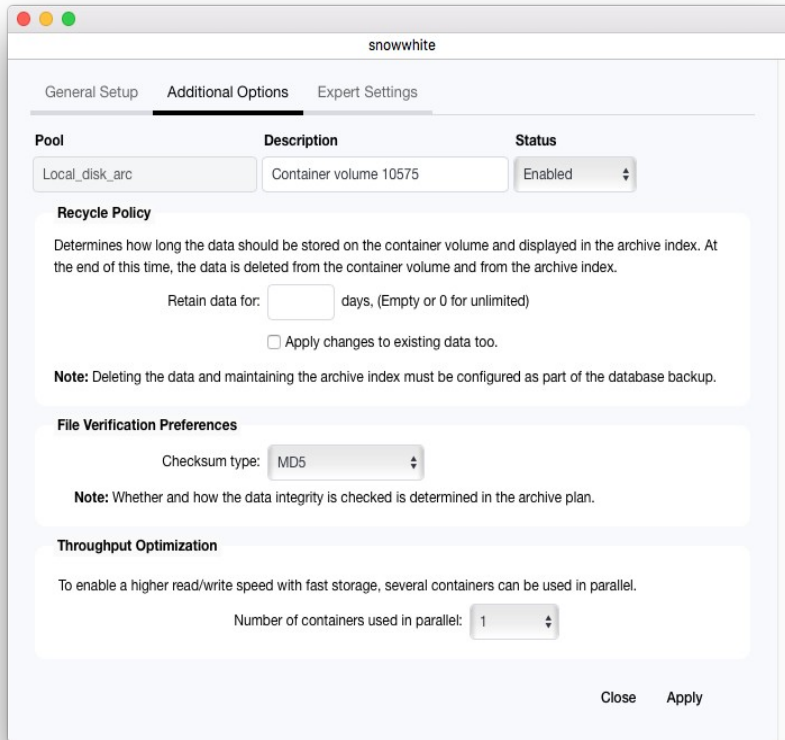 snowwhite
General Setup Additional Options Expert Settings
Pool Description Status
Local_disk_arc Container volume 10575 Enabled
Recycle Policy
Determines how long the data should be stored on the container volume and displayed in the archive index. At
the end of this time, the data is deleted from the container volume and from the archive index.
Retain data for: days, (Empty or 0 for unlimited)
Apply changes to existing data too.
Note: Deleting the data and maintaining the archive index must be configured as part of the database backup.
File Verification Preferences
Checksum type: MD5
Note: Whether and how the data integrity is checked is determined in the archive plan.
Throughput Optimization
To enable a higher read/write speed with fast storage, several containers can be used in parallel.
Number of containers used in parallel: 1
Close Apply